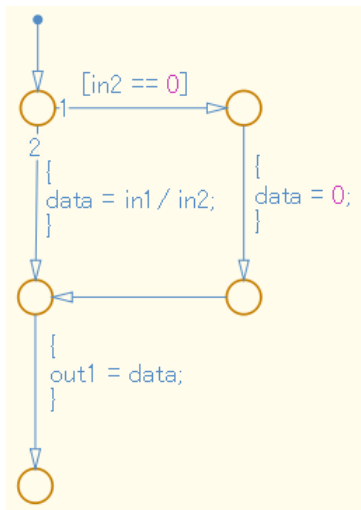 [in2 == 0]
1
2
{
data = in1 / in2;
}
{
data = 0;
}
{
out1 = data;
}